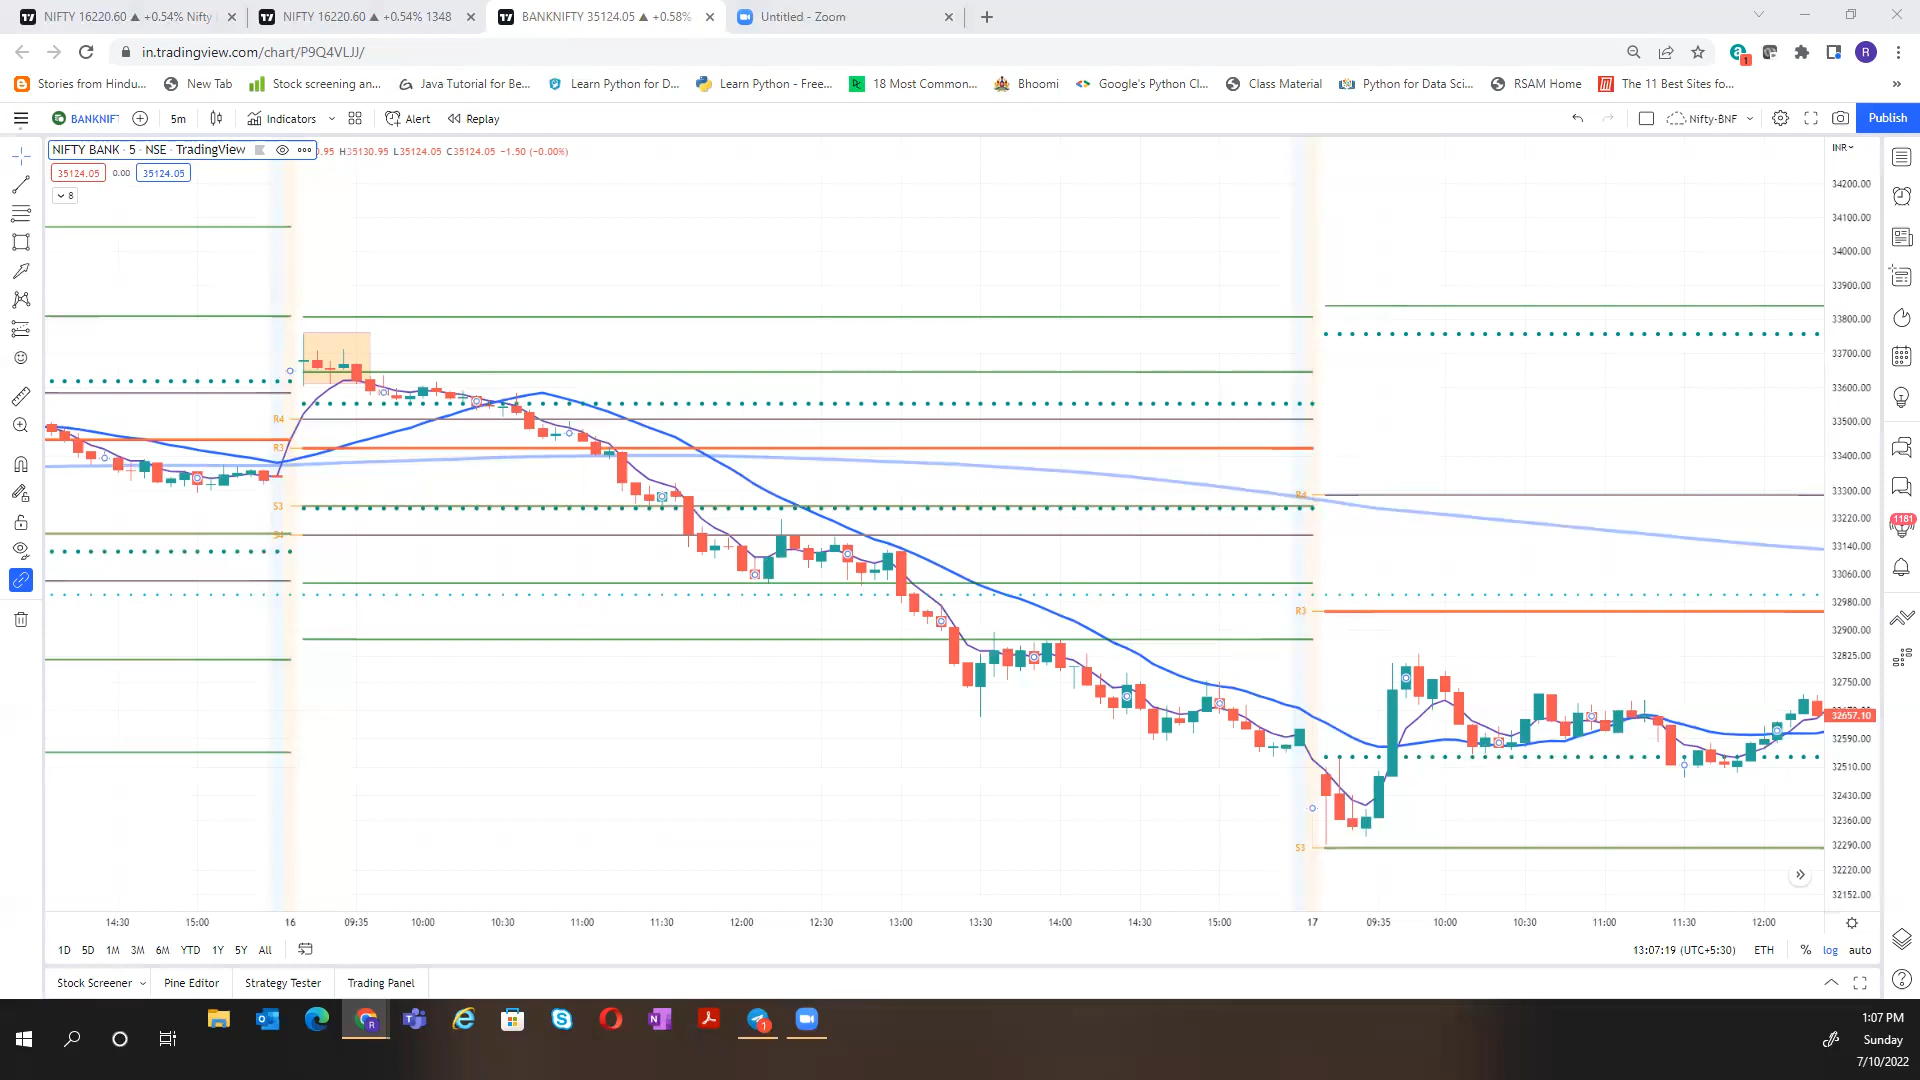 NIFTY 16220.60 ▲ +0.54% Nifty
NIFTY 16220.60 ▲ +0.54% 1348
BANKNIFTY 35124.05 ▲ +0.58%
Untitled - Zoom
in.tradingview.com/chart/P9Q4VLJJ/
1
R
Stories from Hindu...
New Tab
Stock screening an...
Java Tutorial for Be...
Learn Python for D...
Learn Python - Free...
18 Most Common...
Bhoomi
Google's Python Cl...
Class Material
Python for Data Sci...
RSAM Home
The 11 Best Sites fo...
BANKNIFT
5m
Indicators
Alert
Replay
Nifty-BNF
Publish
NIFTY BANK · 5 · NSE · TradingView
.95 H35130.95 L35124.05 C35124.05 −1.50 (−0.00%)
INR
35124.05
0.00
35124.05
8
34200.00
34100.00
34000.00
33900.00
33800.00
33700.00
33600.00
33500.00
33400.00
33300.00
33220.00
33140.00
33060.00
32980.00
32900.00
32825.00
32750.00
32657.10
32590.00
32510.00
32430.00
32360.00
32290.00
32220.00
32152.00
R4
R3
S3
S4
R4
R3
S3
1181
14:30
15:00
16
09:35
10:00
10:30
11:00
11:30
12:00
12:30
13:00
13:30
14:00
14:30
15:00
17
09:35
10:00
10:30
11:00
11:30
12:00
1D 5D 1M 3M 6M YTD 1Y 5Y All
13:07:19 (UTC+5:30) ETH % log auto
Stock Screener
Pine Editor
Strategy Tester
Trading Panel
1
1:07 PM
Sunday
7/10/2022